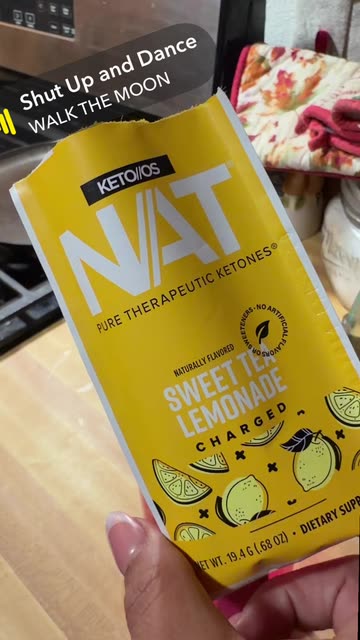 Shut Up and Dance
WALK THE MOON
KETO//OS
NAT
PURE THERAPEUTIC KETONES®
NO ARTIFICIAL FLAVORS OR SWEETENERS
NATURALLY FLAVORED
SWEET TEA
LEMONADE
CHARGED
NET WT. 19.4 G (.68 OZ) • DIETARY SUPP